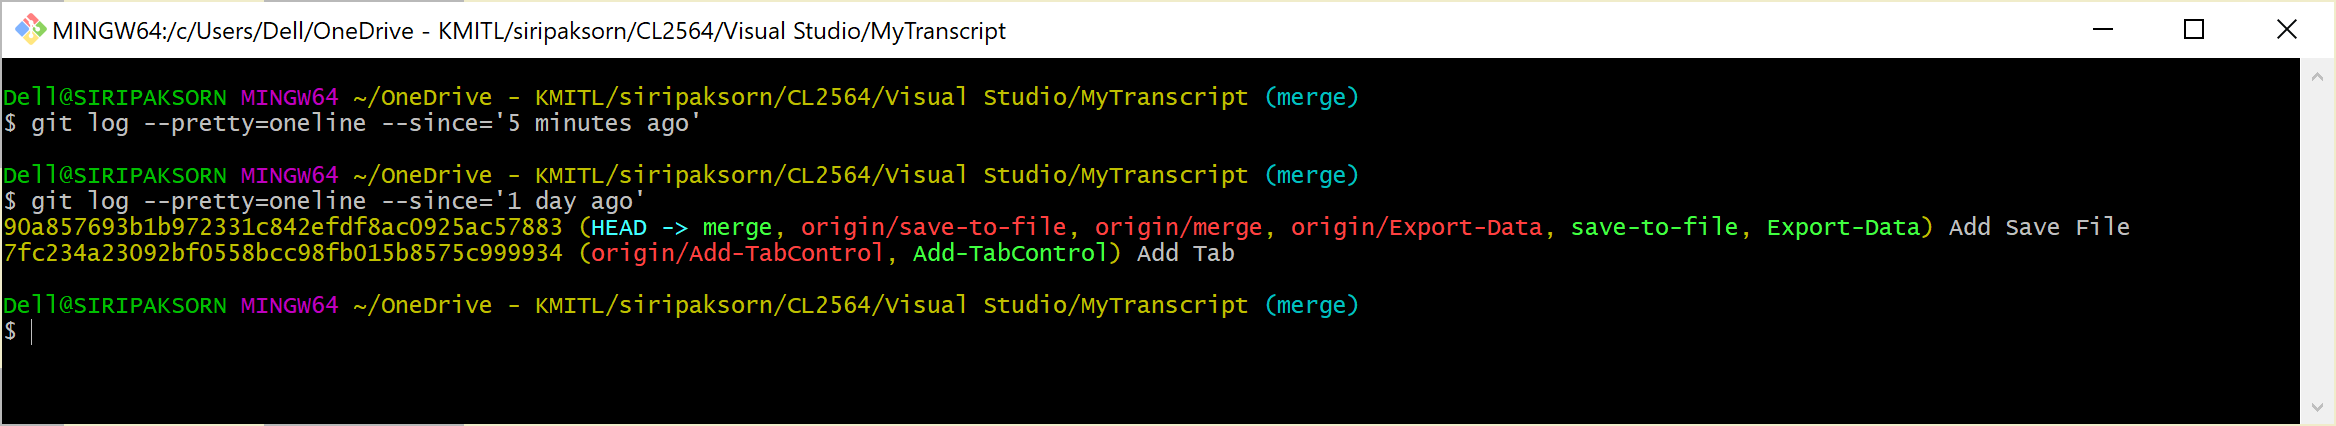 MINGW64:/c/Users/Dell/OneDrive - KMITL/siripaksorn/CL2564/Visual Studio/MyTranscript
Dell@SIRIPAKSORN MINGW64 ~/OneDrive - KMITL/siripaksorn/CL2564/Visual Studio/MyTranscript (merge)
$ git log --pretty=oneline --since='5 minutes ago'
Dell@SIRIPAKSORN MINGW64 ~/OneDrive - KMITL/siripaksorn/CL2564/Visual Studio/MyTranscript (merge)
$ git log --pretty=oneline --since='1 day ago'
90a857693b1b972331c842efdf8ac0925ac57883 (HEAD -> merge, origin/save-to-file, origin/merge, origin/Export-Data, save-to-file, Export-Data) Add Save File
7fc234a23092bf0558bcc98fb015b8575c999934 (origin/Add-TabControl, Add-TabControl) Add Tab
Dell@SIRIPAKSORN MINGW64 ~/OneDrive - KMITL/siripaksorn/CL2564/Visual Studio/MyTranscript (merge)
$